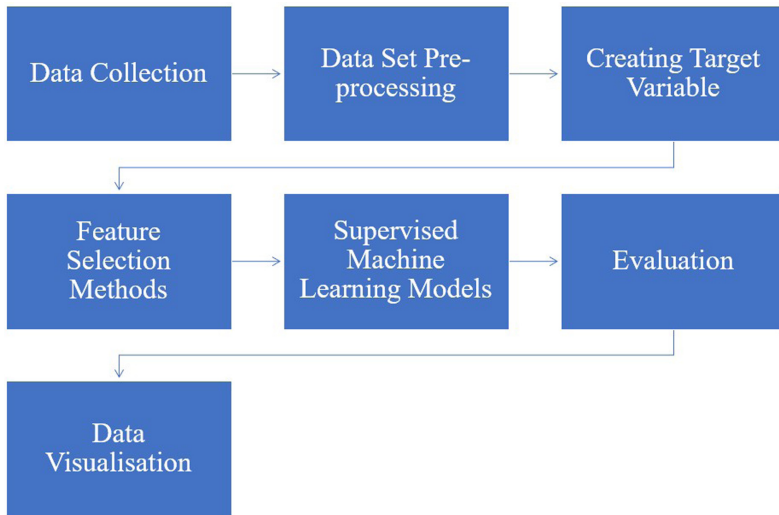 Data Collection
Data Set Pre-
processing
Creating Target
Variable
Feature
Selection
Methods
Supervised
Machine
Learning Models
Evaluation
Data
Visualisation